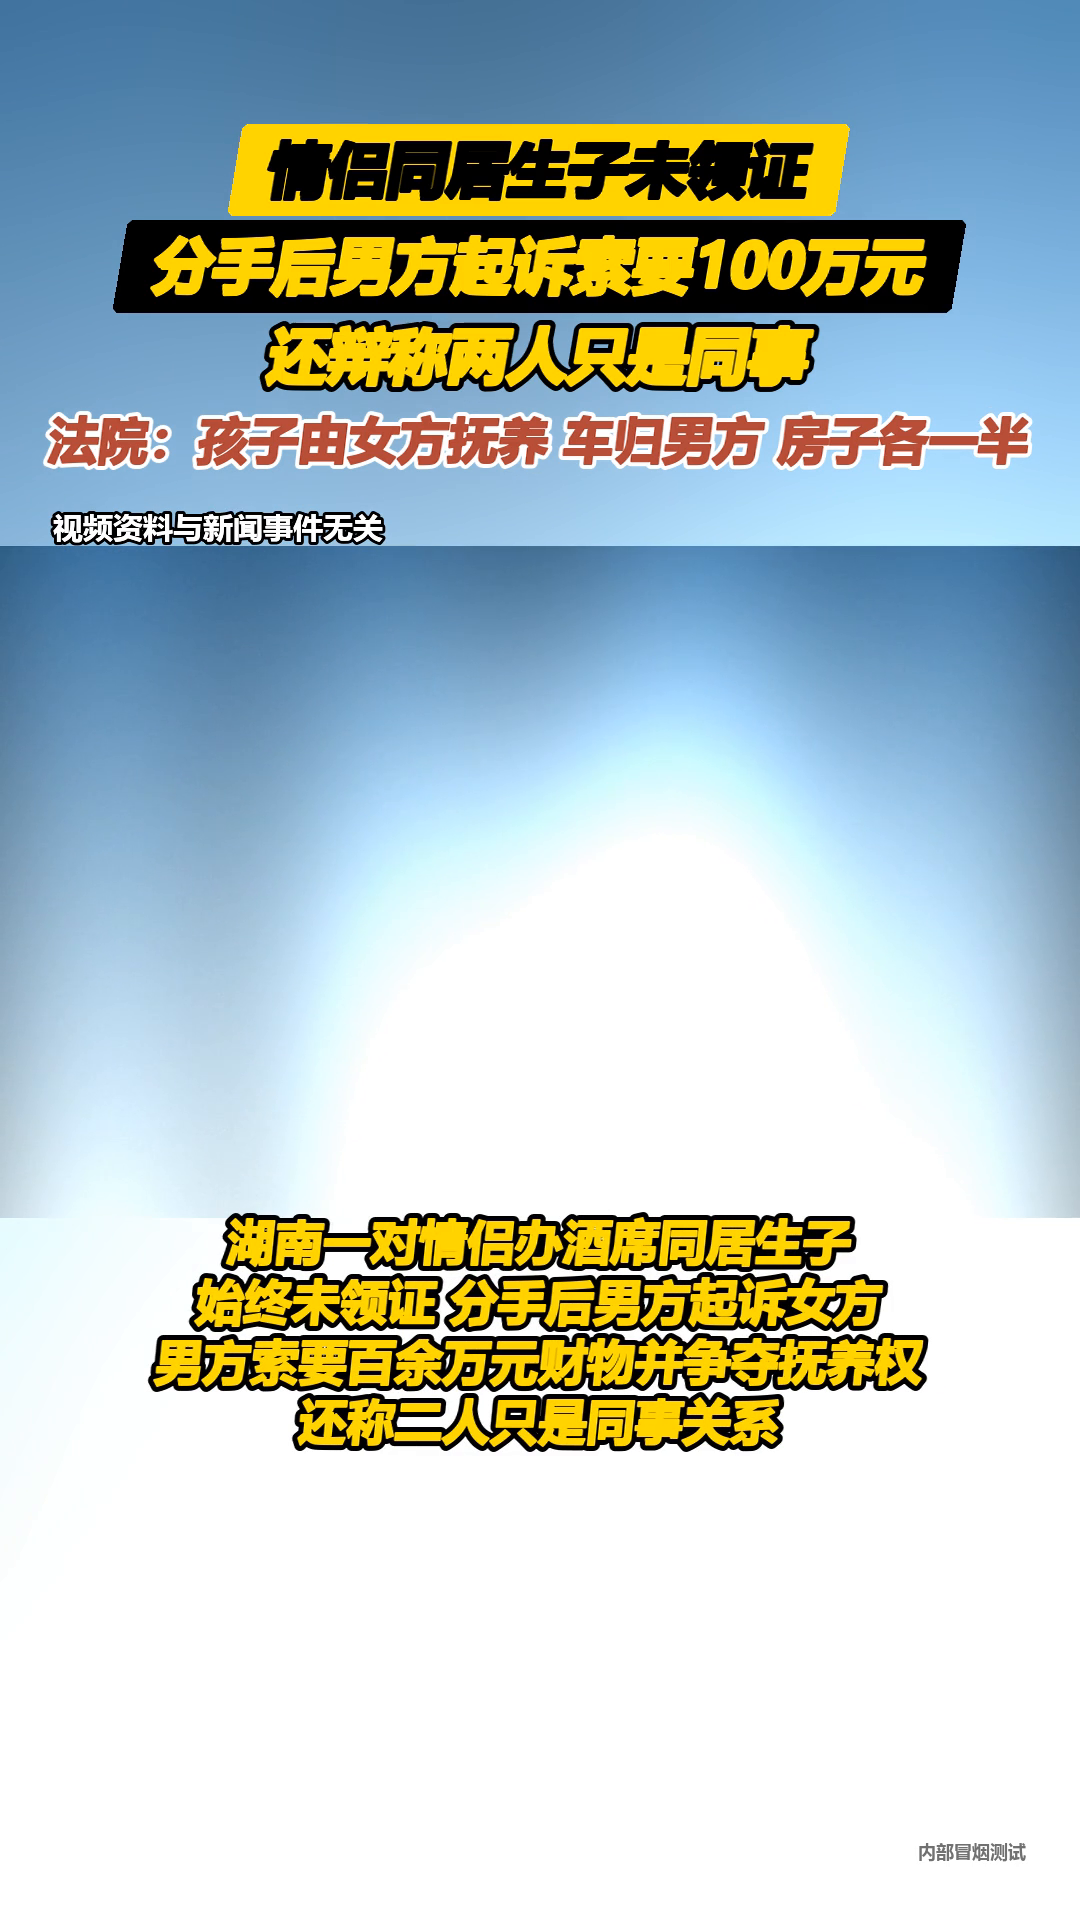 情侣同居生子未领证
分手后男方起诉索要100万元
还辩称两人只是同事
法院：孩子由女方抚养 车归男方 房子各一半
视频资料与新闻事件无关
湖南一对情侣办酒席同居生子
始终未领证 分手后男方起诉女方
男方索要百余万元财物并争夺抚养权
还称二人只是同事关系
内部冒烟测试